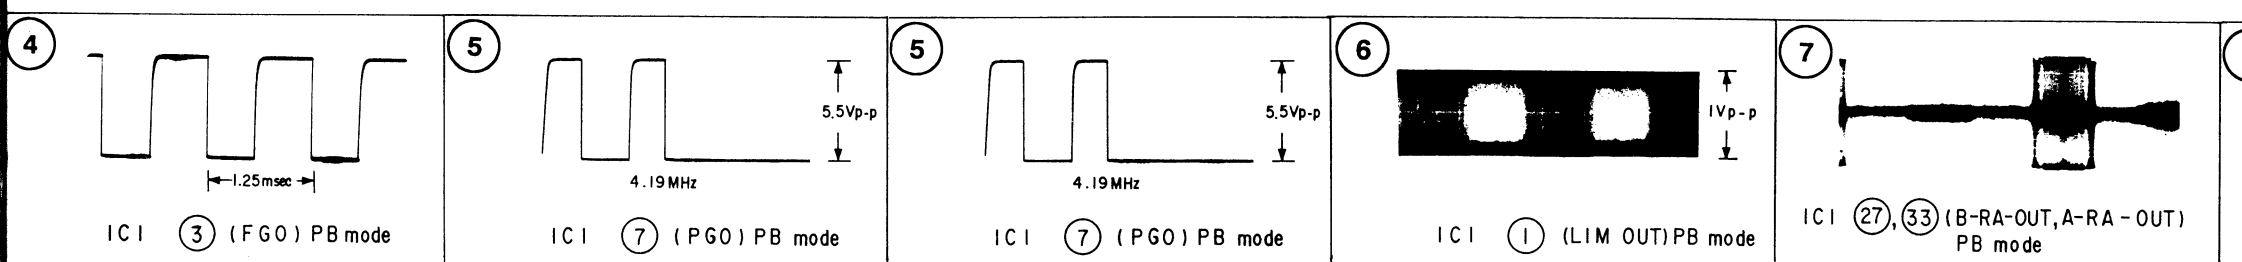 4
1.25msec
IC1 3 (FGO) PB mode
5
5.5Vp-p
4.19MHz
IC1 7 (PGO) PB mode
5
5.5Vp-p
4.19MHz
IC1 7 (PGO) PB mode
6
1Vp-p
IC1 1 (LIM OUT) PB mode
7
IC1 27, 33 (B-RA-OUT, A-RA-OUT)
PB mode